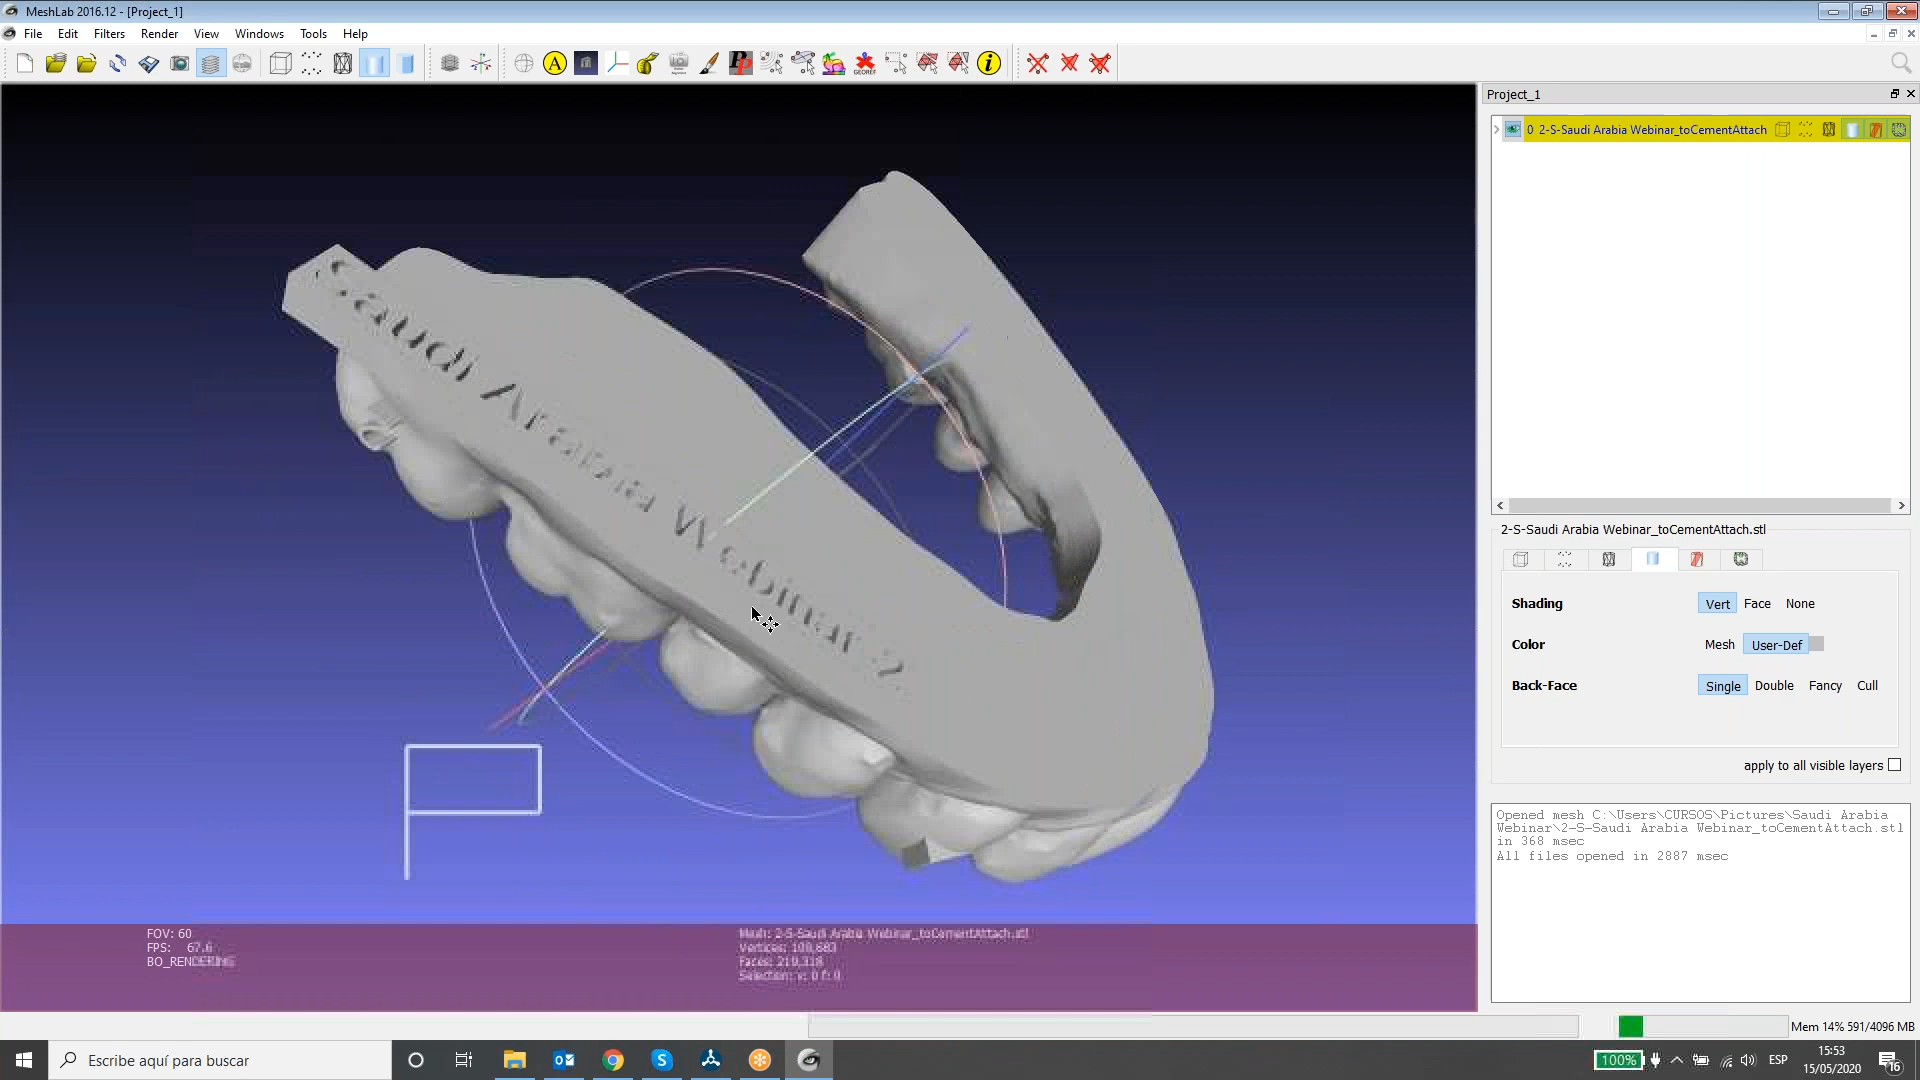 MeshLab 2016.12 - [Project_1]
File Edit Filters Render View Windows Tools Help
A
PP
GEOREF
i
Project_1
0 2-S-Saudi Arabia Webinar_toCementAttach
Saudi Arabia Webinar 2
2-S-Saudi Arabia Webinar_toCementAttach.stl
Shading Vert Face None
Color Mesh User-Def
Back-Face Single Double Fancy Cull
apply to all visible layers
Opened mesh C:\Users\CURSOS\Pictures\Saudi Arabia
Webinar\2-S-Saudi Arabia Webinar_toCementAttach.stl
in 368 msec
All files opened in 2887 msec
FOV: 60
FPS: 67.6
BO_RENDERING
Mesh: 2-S-Saudi Arabia Webinar_toCementAttach.stl
Vertices: 109,683
Faces: 219,318
Selection: v: 0 f: 0
Mem 14% 591/4096 MB
Escribe aquí para buscar
100%
ESP
15:53
15/05/2020
16